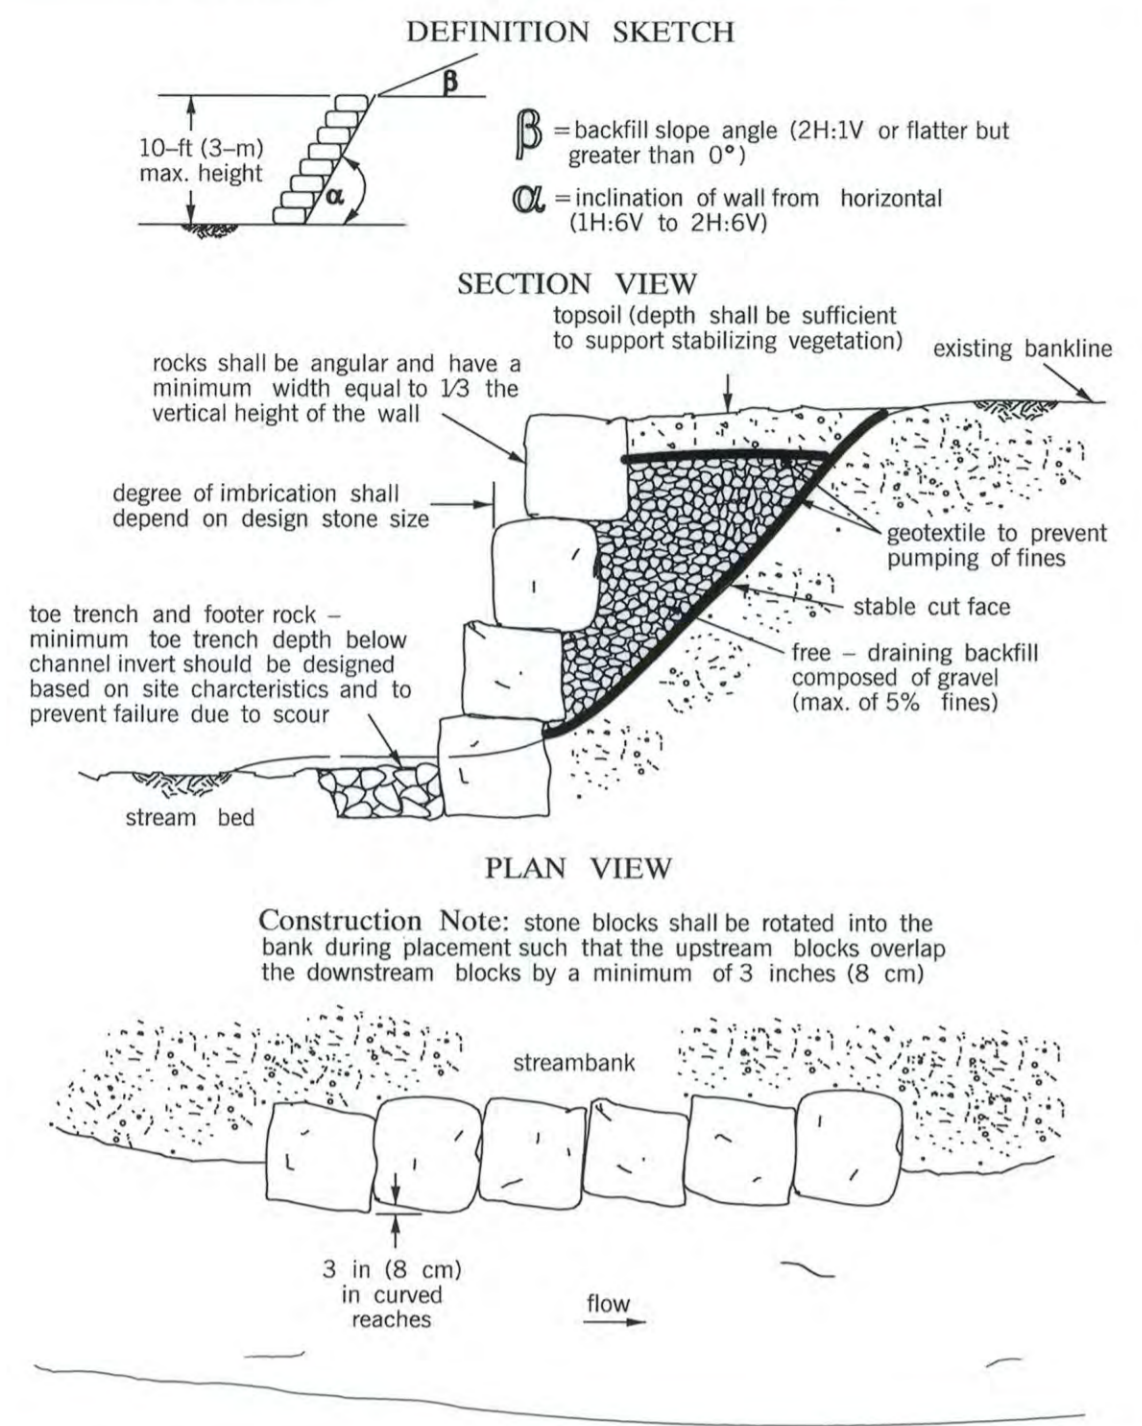 DEFINITION SKETCH
β
10–ft (3–m)
max. height
α
β = backfill slope angle (2H:1V or flatter but
greater than 0°)
α = inclination of wall from horizontal
(1H:6V to 2H:6V)
SECTION VIEW
topsoil (depth shall be sufficient
to support stabilizing vegetation)
existing bankline
rocks shall be angular and have a
minimum width equal to 1/3 the
vertical height of the wall
degree of imbrication shall
depend on design stone size
geotextile to prevent
pumping of fines
stable cut face
toe trench and footer rock –
minimum toe trench depth below
channel invert should be designed
based on site charcteristics and to
prevent failure due to scour
free – draining backfill
composed of gravel
(max. of 5% fines)
stream bed
PLAN VIEW
Construction Note: stone blocks shall be rotated into the
bank during placement such that the upstream blocks overlap
the downstream blocks by a minimum of 3 inches (8 cm)
streambank
3 in (8 cm)
in curved
reaches
flow